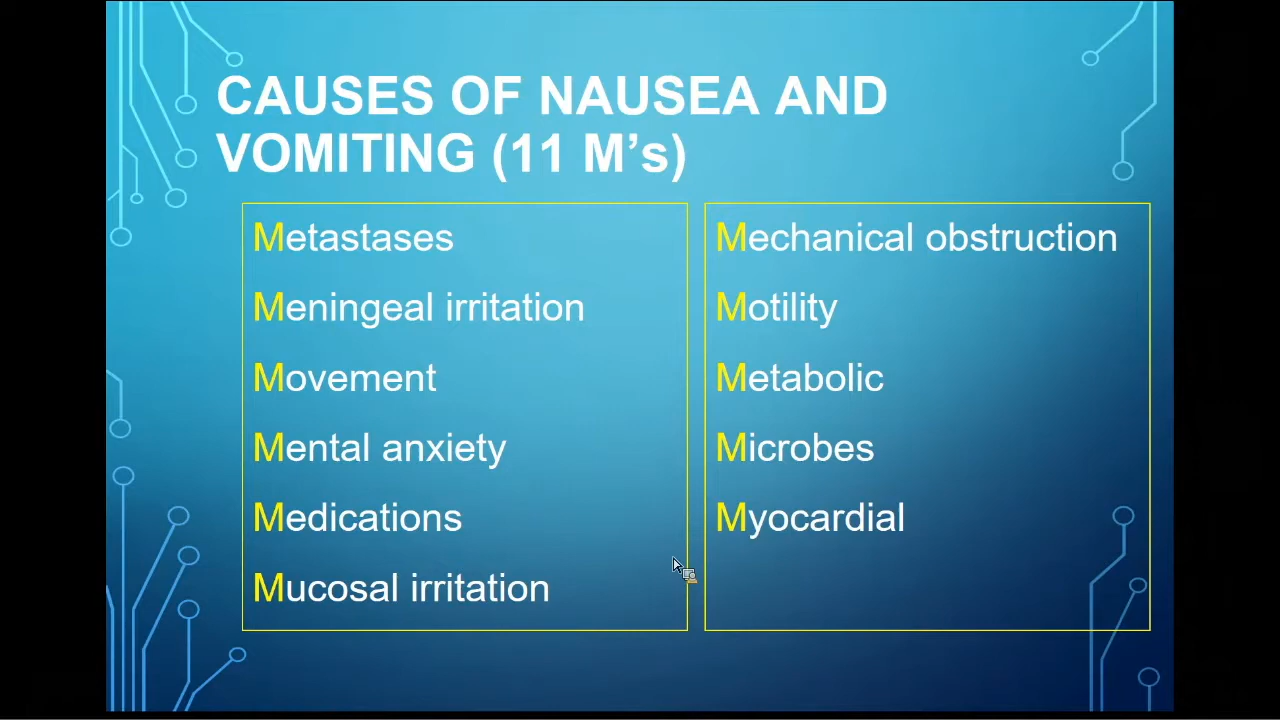 CAUSES OF NAUSEA AND
VOMITING (11 M’s)
Metastases
Meningeal irritation
Movement
Mental anxiety
Medications
Mucosal irritation
Mechanical obstruction
Motility
Metabolic
Microbes
Myocardial